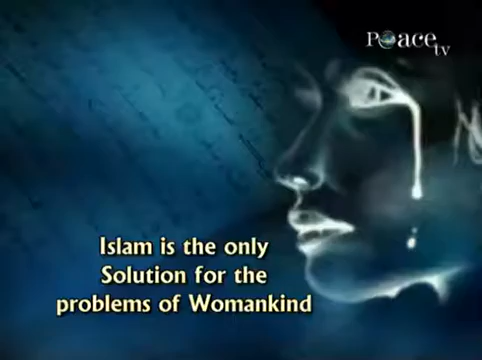 Peace tv
Islam is the only
Solution for the
problems of Womankind